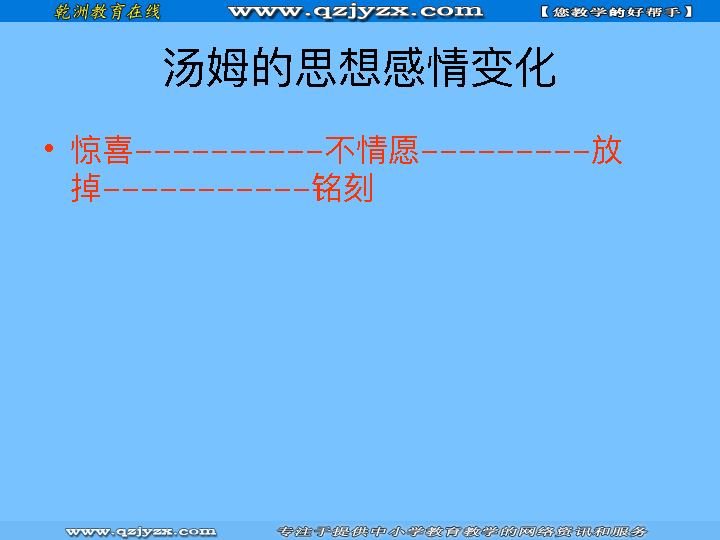 乾洲教育在线 www.qzjyzx.com 【您教学的好帮手】
汤姆的思想感情变化
• 惊喜----------不情愿---------放
掉-----------铭刻
www.qzjyzx.com 专注于提供中小学教育教学的网络资讯和服务